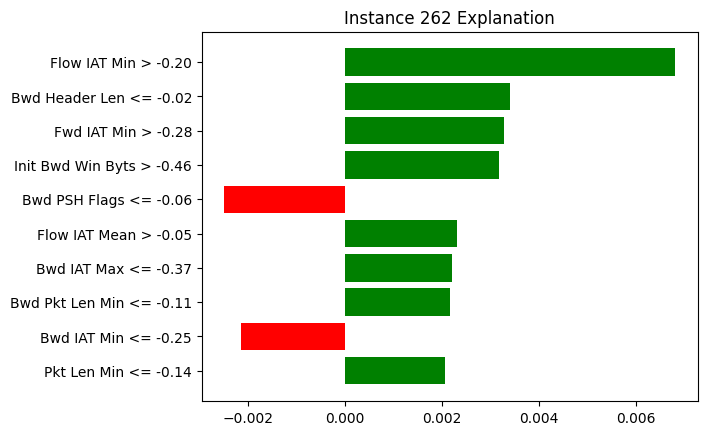 Instance 262 Explanation
Flow IAT Min > -0.20
Bwd Header Len <= -0.02
Fwd IAT Min > -0.28
Init Bwd Win Byts > -0.46
Bwd PSH Flags <= -0.06
Flow IAT Mean > -0.05
Bwd IAT Max <= -0.37
Bwd Pkt Len Min <= -0.11
Bwd IAT Min <= -0.25
Pkt Len Min <= -0.14
−0.002 0.000 0.002 0.004 0.006